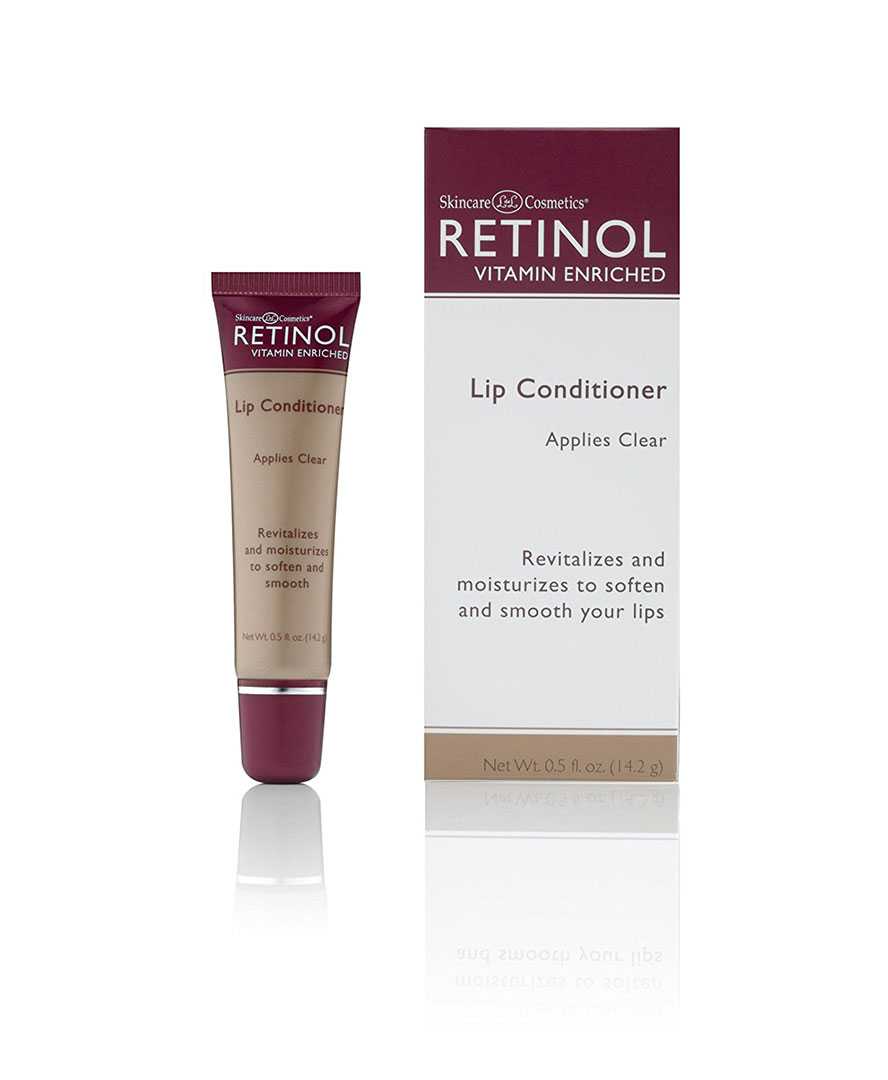 Skincare L&L Cosmetics®
RETINOL
VITAMIN ENRICHED
Lip Conditioner
Applies Clear
Revitalizes
and moisturizes
to soften and
smooth
Net Wt. 0.5 fl. oz. (14.2 g)
Skincare L&L Cosmetics®
RETINOL
VITAMIN ENRICHED
Lip Conditioner
Applies Clear
Revitalizes and
moisturizes to soften
and smooth your lips
Net Wt. 0.5 fl. oz. (14.2 g)